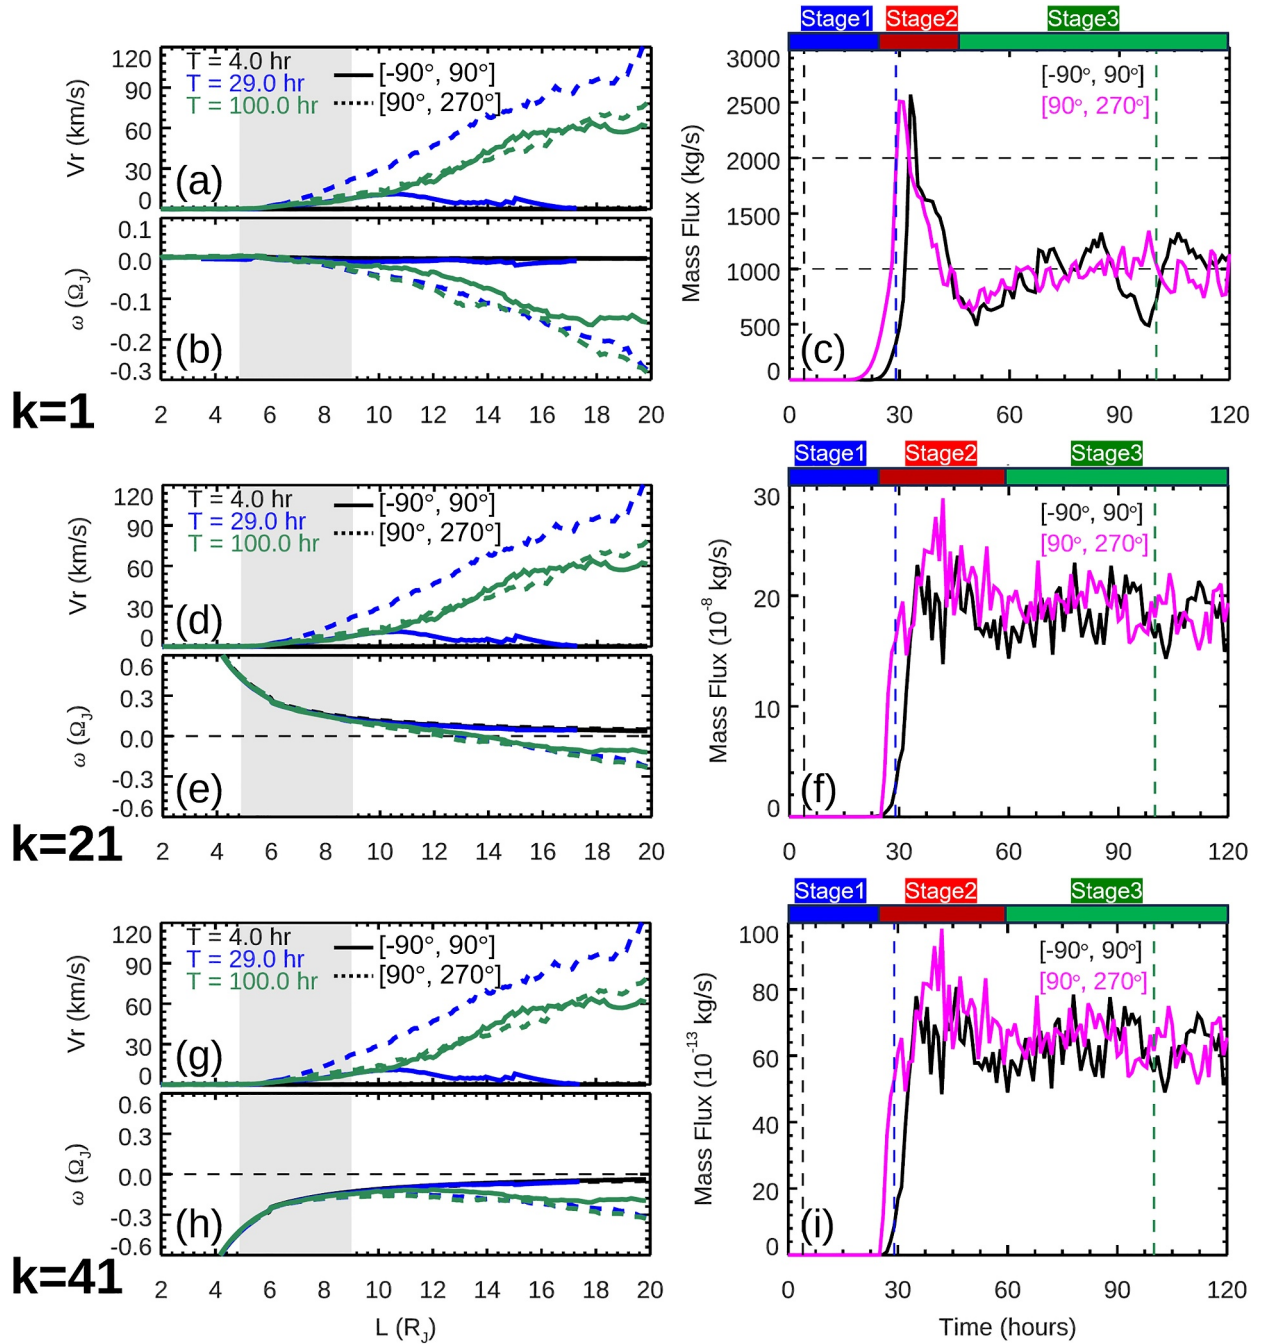 k=1
120
90
60
30
0
Vr (km/s)
T = 4.0 hr
T = 29.0 hr
T = 100.0 hr
[-90°, 90°]
[90°, 270°]
(a)
0.1
0.0
-0.1
-0.2
-0.3
ω (Ω_J)
(b)
2 4 6 8 10 12 14 16 18 20
Stage1 Stage2 Stage3
3000
2500
2000
1500
1000
500
0
Mass Flux (kg/s)
[-90°, 90°]
[90°, 270°]
(c)
0 30 60 90 120
k=21
120
90
60
30
0
Vr (km/s)
T = 4.0 hr
T = 29.0 hr
T = 100.0 hr
[-90°, 90°]
[90°, 270°]
(d)
0.6
0.3
0.0
-0.3
-0.6
ω (Ω_J)
(e)
2 4 6 8 10 12 14 16 18 20
Stage1 Stage2 Stage3
30
20
10
0
Mass Flux (10⁻⁸ kg/s)
[-90°, 90°]
[90°, 270°]
(f)
0 30 60 90 120
k=41
120
90
60
30
0
Vr (km/s)
T = 4.0 hr
T = 29.0 hr
T = 100.0 hr
[-90°, 90°]
[90°, 270°]
(g)
0.6
0.3
0.0
-0.3
-0.6
ω (Ω_J)
(h)
2 4 6 8 10 12 14 16 18 20
L (R_J)
Stage1 Stage2 Stage3
100
80
60
40
20
0
Mass Flux (10⁻¹³ kg/s)
[-90°, 90°]
[90°, 270°]
(i)
0 30 60 90 120
Time (hours)